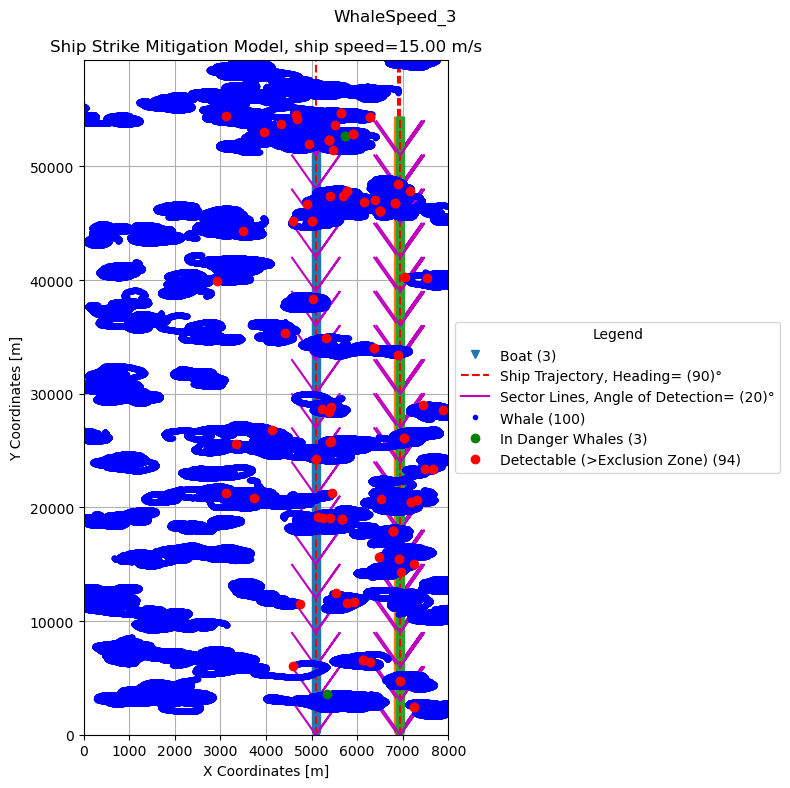 WhaleSpeed_3
Ship Strike Mitigation Model, ship speed=15.00 m/s
Y Coordinates [m]
50000
40000
30000
20000
10000
0
0 1000 2000 3000 4000 5000 6000 7000 8000
X Coordinates [m]
Legend
Boat (3)
Ship Trajectory, Heading= (90)°
Sector Lines, Angle of Detection= (20)°
Whale (100)
In Danger Whales (3)
Detectable (>Exclusion Zone) (94)